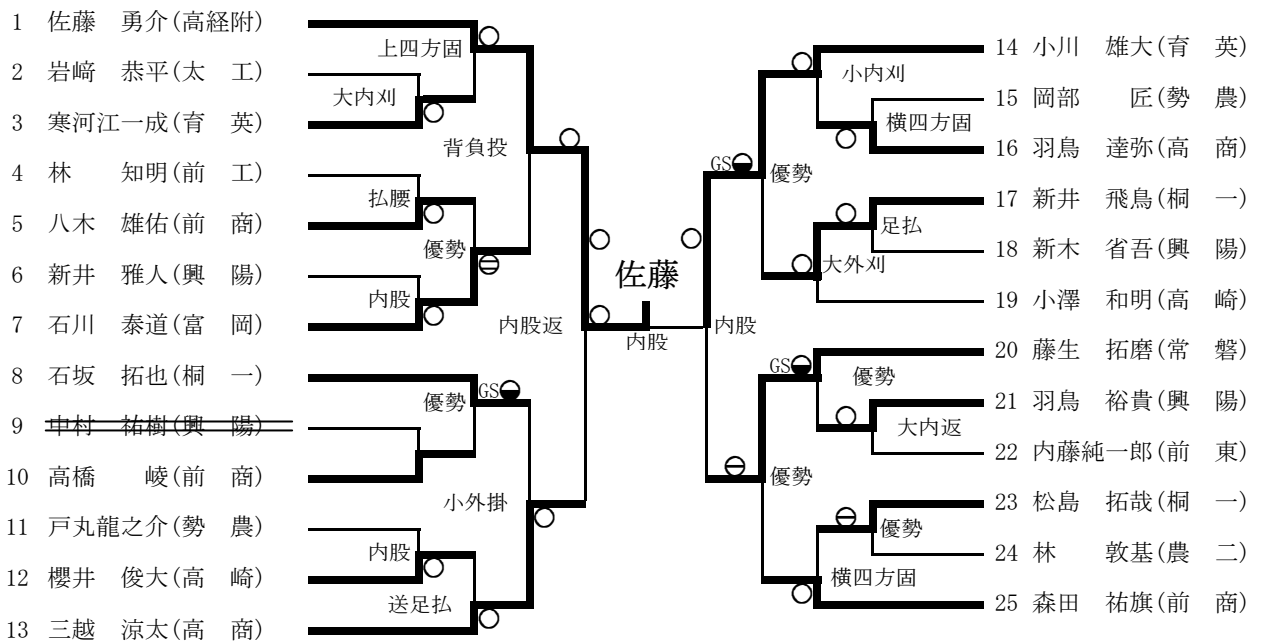 1 佐藤　勇介(高経附)
2 岩﨑　恭平(太　工)
3 寒河江一成(育　英)
4 林　　知明(前　工)
5 八木　雄佑(前　商)
6 新井　雅人(興　陽)
7 石川　泰道(富　岡)
8 石坂　拓也(桐　一)
9 中村　祐樹(興　陽)
10 高橋　　崚(前　商)
11 戸丸龍之介(勢　農)
12 櫻井　俊大(高　崎)
13 三越　涼太(高　商)
上四方固
大内刈
背負投
払腰
優勢
内股
内股返
GS
優勢
小外掛
内股
送足払
佐藤
内股
小内刈
横四方固
GS
優勢
足払
大外刈
内股
GS
優勢
大内返
優勢
優勢
横四方固
14 小川　雄大(育　英)
15 岡部　　匠(勢　農)
16 羽鳥　達弥(高　商)
17 新井　飛鳥(桐　一)
18 新木　省吾(興　陽)
19 小澤　和明(高　崎)
20 藤生　拓磨(常　磐)
21 羽鳥　裕貴(興　陽)
22 内藤純一郎(前　東)
23 松島　拓哉(桐　一)
24 林　　敦基(農　二)
25 森田　祐旗(前　商)